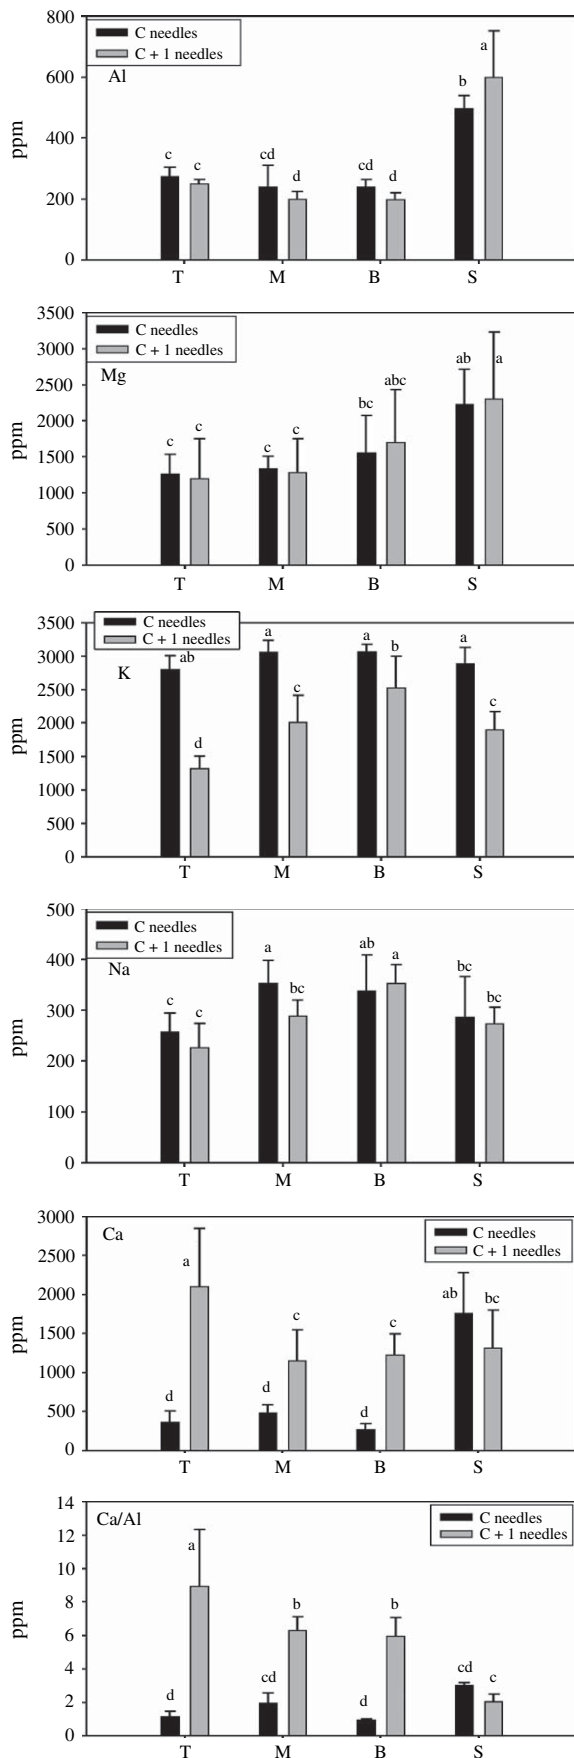 800
C needles
C + 1 needles
Al
a
600
b
ppm
400
c c cd d cd d
200
0
T M B S
3500
C needles
C + 1 needles
3000
Mg
2500
ab a
abc
bc
2000
ppm
c c c c
1500
1000
500
0
T M B S
3500
C needles
C + 1 needles
a a b a
3000
ab
K
2500
c c
2000
ppm
d
1500
1000
500
0
T M B S
500
C needles
C + 1 needles
a ab a
400
Na
bc bc bc
c c
300
ppm
200
100
0
T M B S
3000
Ca
C needles
C + 1 needles
2500
a
2000
ab bc
ppm
1500
c c
1000
d d d
500
0
T M B S
14
Ca/Al
C needles
C + 1 needles
12
a
10
8
b b
ppm
6
4
cd cd c
d d
2
0
T M B S